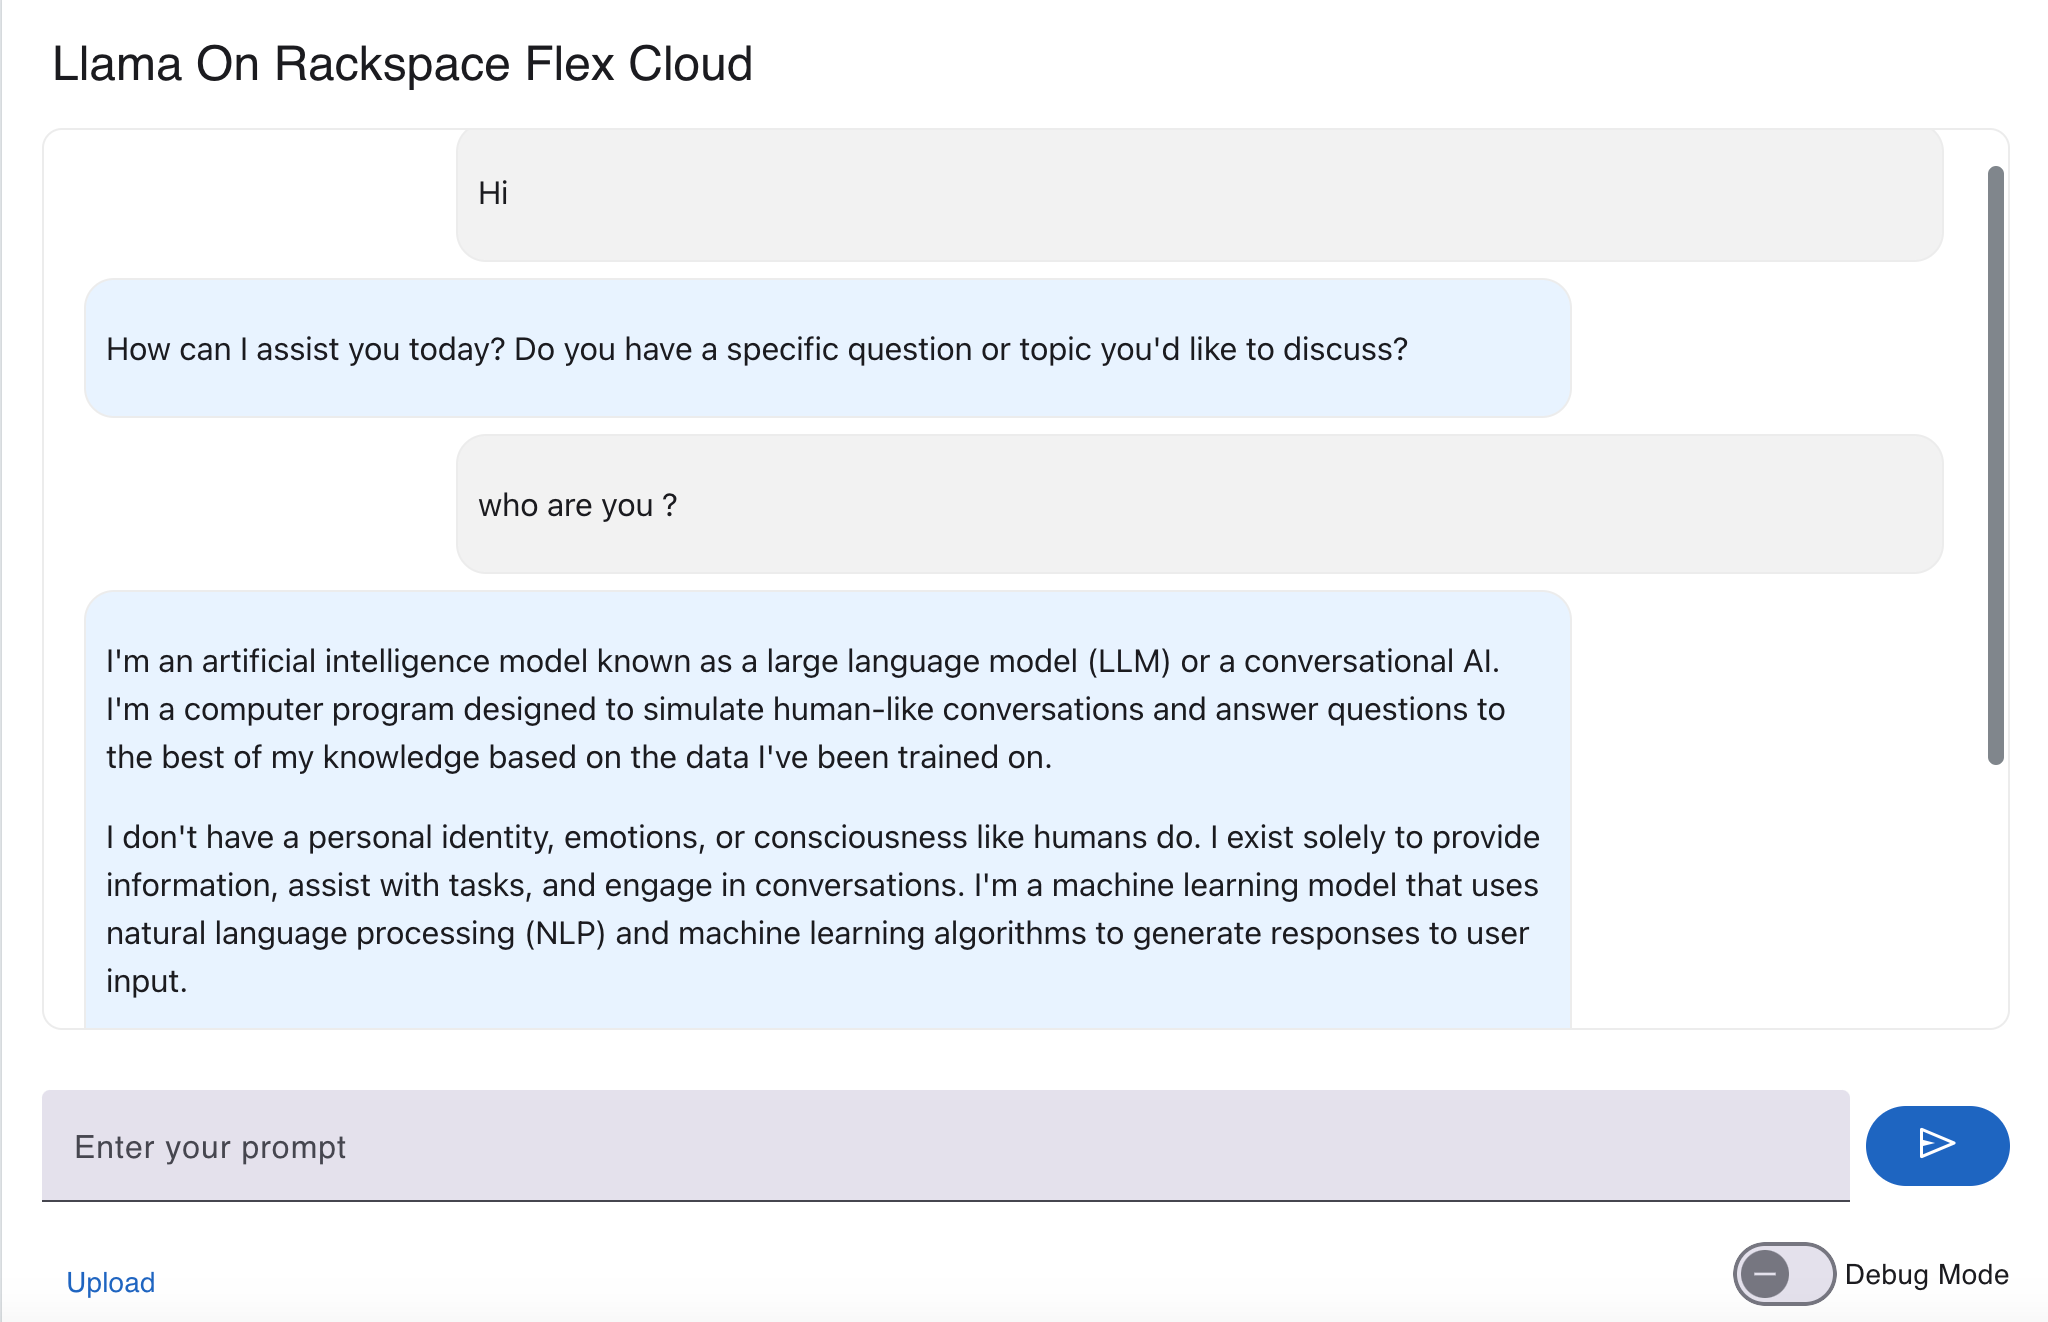 Llama On Rackspace Flex Cloud
Hi
How can I assist you today? Do you have a specific question or topic you'd like to discuss?
who are you ?
I'm an artificial intelligence model known as a large language model (LLM) or a conversational AI.
I'm a computer program designed to simulate human-like conversations and answer questions to
the best of my knowledge based on the data I've been trained on.
I don't have a personal identity, emotions, or consciousness like humans do. I exist solely to provide
information, assist with tasks, and engage in conversations. I'm a machine learning model that uses
natural language processing (NLP) and machine learning algorithms to generate responses to user
input.
Enter your prompt
Upload
Debug Mode